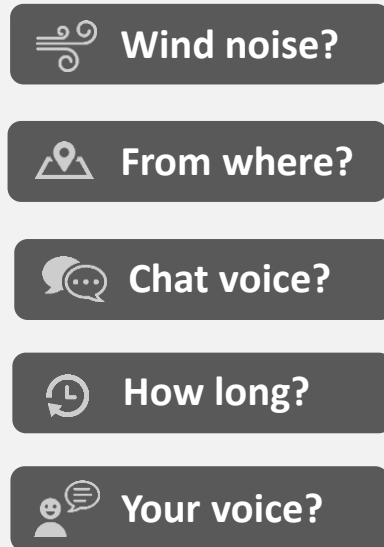 Wind noise?
From where?
Chat voice?
How long?
Your voice?